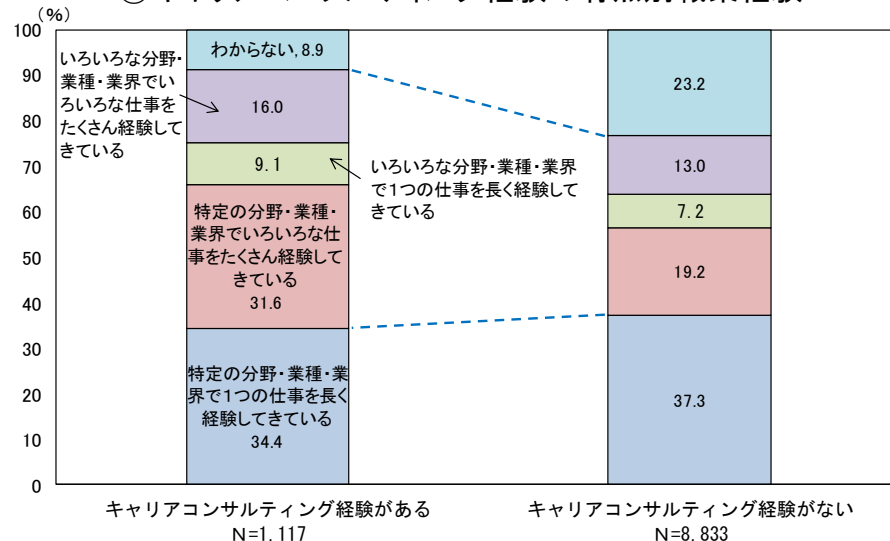 (%)
100
90
80
70
60
50
40
30
20
10
0
いろいろな分野・
業種・業界でい
ろいろな仕事を
たくさん経験して
きている
わからない, 8.9
16.0
9.1
特定の分野・業種・
業界でいろいろな仕
事をたくさん経験して
きている
31.6
特定の分野・業種・業
界で1つの仕事を長く
経験してきている
34.4
いろいろな分野・業種・業界
で1つの仕事を長く経験して
きている
23.2
13.0
7.2
19.2
37.3
キャリアコンサルティング経験がある
N=1,117
キャリアコンサルティング経験がない
N=8,833